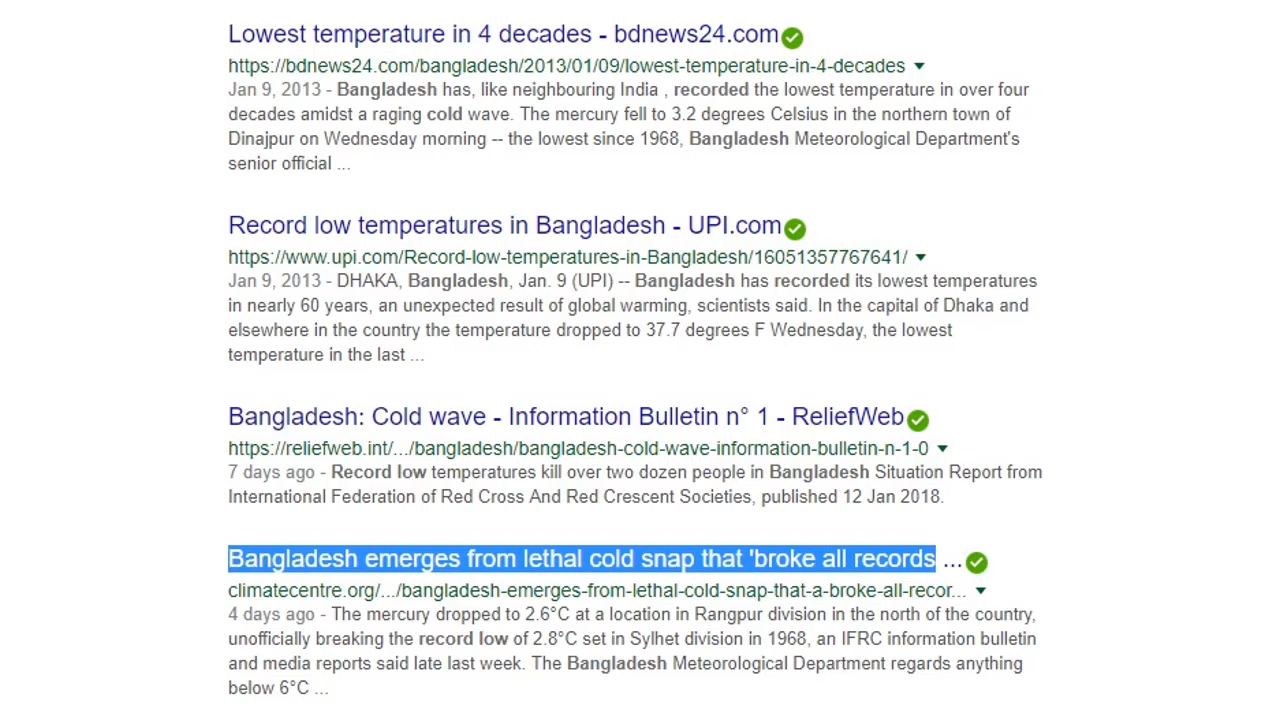 Lowest temperature in 4 decades - bdnews24.com
https://bdnews24.com/bangladesh/2013/01/09/lowest-temperature-in-4-decades
Jan 9, 2013 - Bangladesh has, like neighbouring India , recorded the lowest temperature in over four
decades amidst a raging cold wave. The mercury fell to 3.2 degrees Celsius in the northern town of
Dinajpur on Wednesday morning -- the lowest since 1968, Bangladesh Meteorological Department's
senior official ...
Record low temperatures in Bangladesh - UPI.com
https://www.upi.com/Record-low-temperatures-in-Bangladesh/16051357767641/
Jan 9, 2013 - DHAKA, Bangladesh, Jan. 9 (UPI) -- Bangladesh has recorded its lowest temperatures
in nearly 60 years, an unexpected result of global warming, scientists said. In the capital of Dhaka and
elsewhere in the country the temperature dropped to 37.7 degrees F Wednesday, the lowest
temperature in the last ...
Bangladesh: Cold wave - Information Bulletin n° 1 - ReliefWeb
https://reliefweb.int/.../bangladesh/bangladesh-cold-wave-information-bulletin-n-1-0
7 days ago - Record low temperatures kill over two dozen people in Bangladesh Situation Report from
International Federation of Red Cross And Red Crescent Societies, published 12 Jan 2018.
Bangladesh emerges from lethal cold snap that 'broke all records ...
climatecentre.org/.../bangladesh-emerges-from-lethal-cold-snap-that-a-broke-all-recor...
4 days ago - The mercury dropped to 2.6°C at a location in Rangpur division in the north of the country,
unofficially breaking the record low of 2.8°C set in Sylhet division in 1968, an IFRC information bulletin
and media reports said late last week. The Bangladesh Meteorological Department regards anything
below 6°C ...